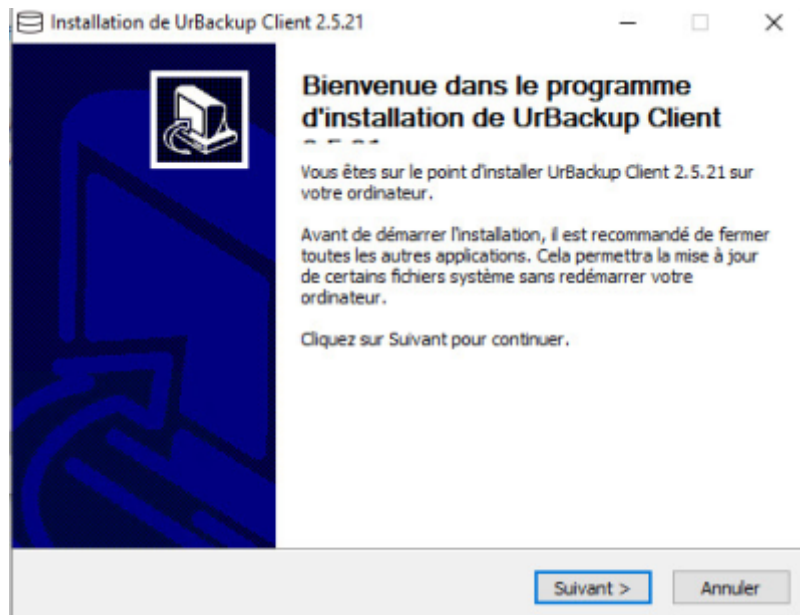 Installation de UrBackup Client 2.5.21
Bienvenue dans le programme
d'installation de UrBackup Client
Vous êtes sur le point d'installer UrBackup Client 2.5.21 sur
votre ordinateur.
Avant de démarrer l'installation, il est recommandé de fermer
toutes les autres applications. Cela permettra la mise à jour
de certains fichiers système sans redémarrer votre
ordinateur.
Cliquez sur Suivant pour continuer.
Suivant >
Annuler